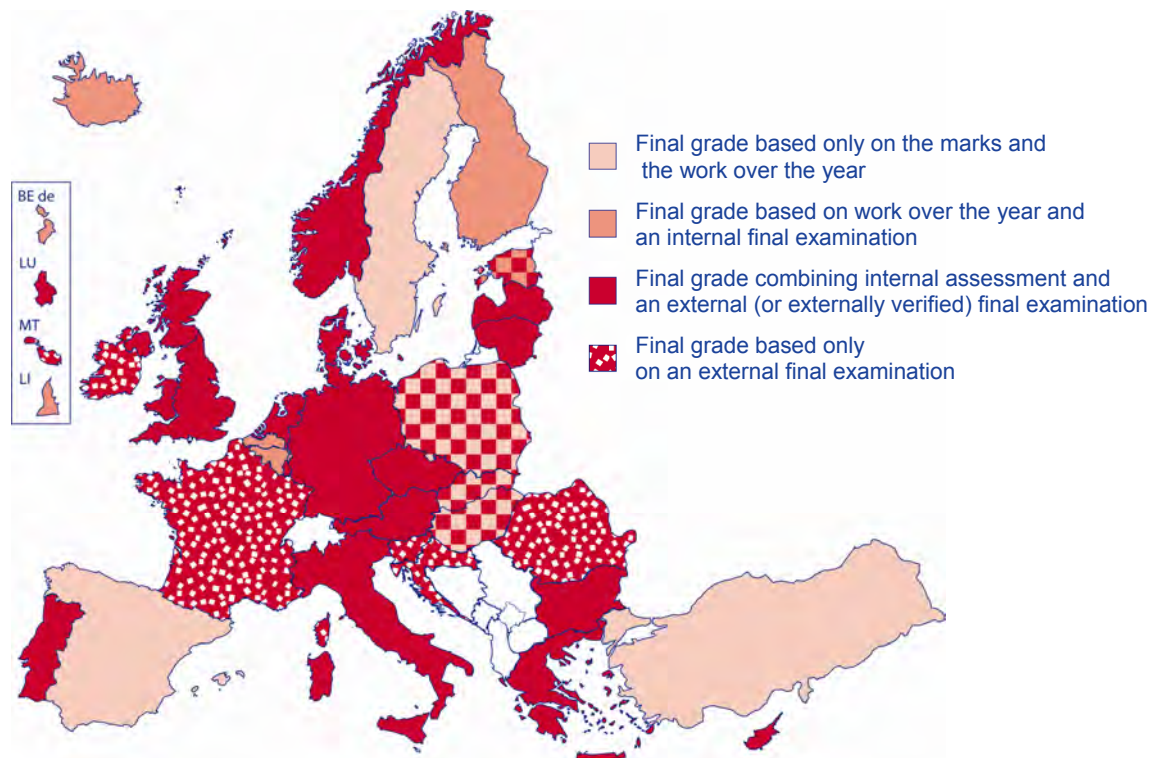 Final grade based only on the marks and
the work over the year
Final grade based on work over the year and
an internal final examination
Final grade combining internal assessment and
an external (or externally verified) final examination
Final grade based only
on an external final examination
BE de
LU
MT
LI